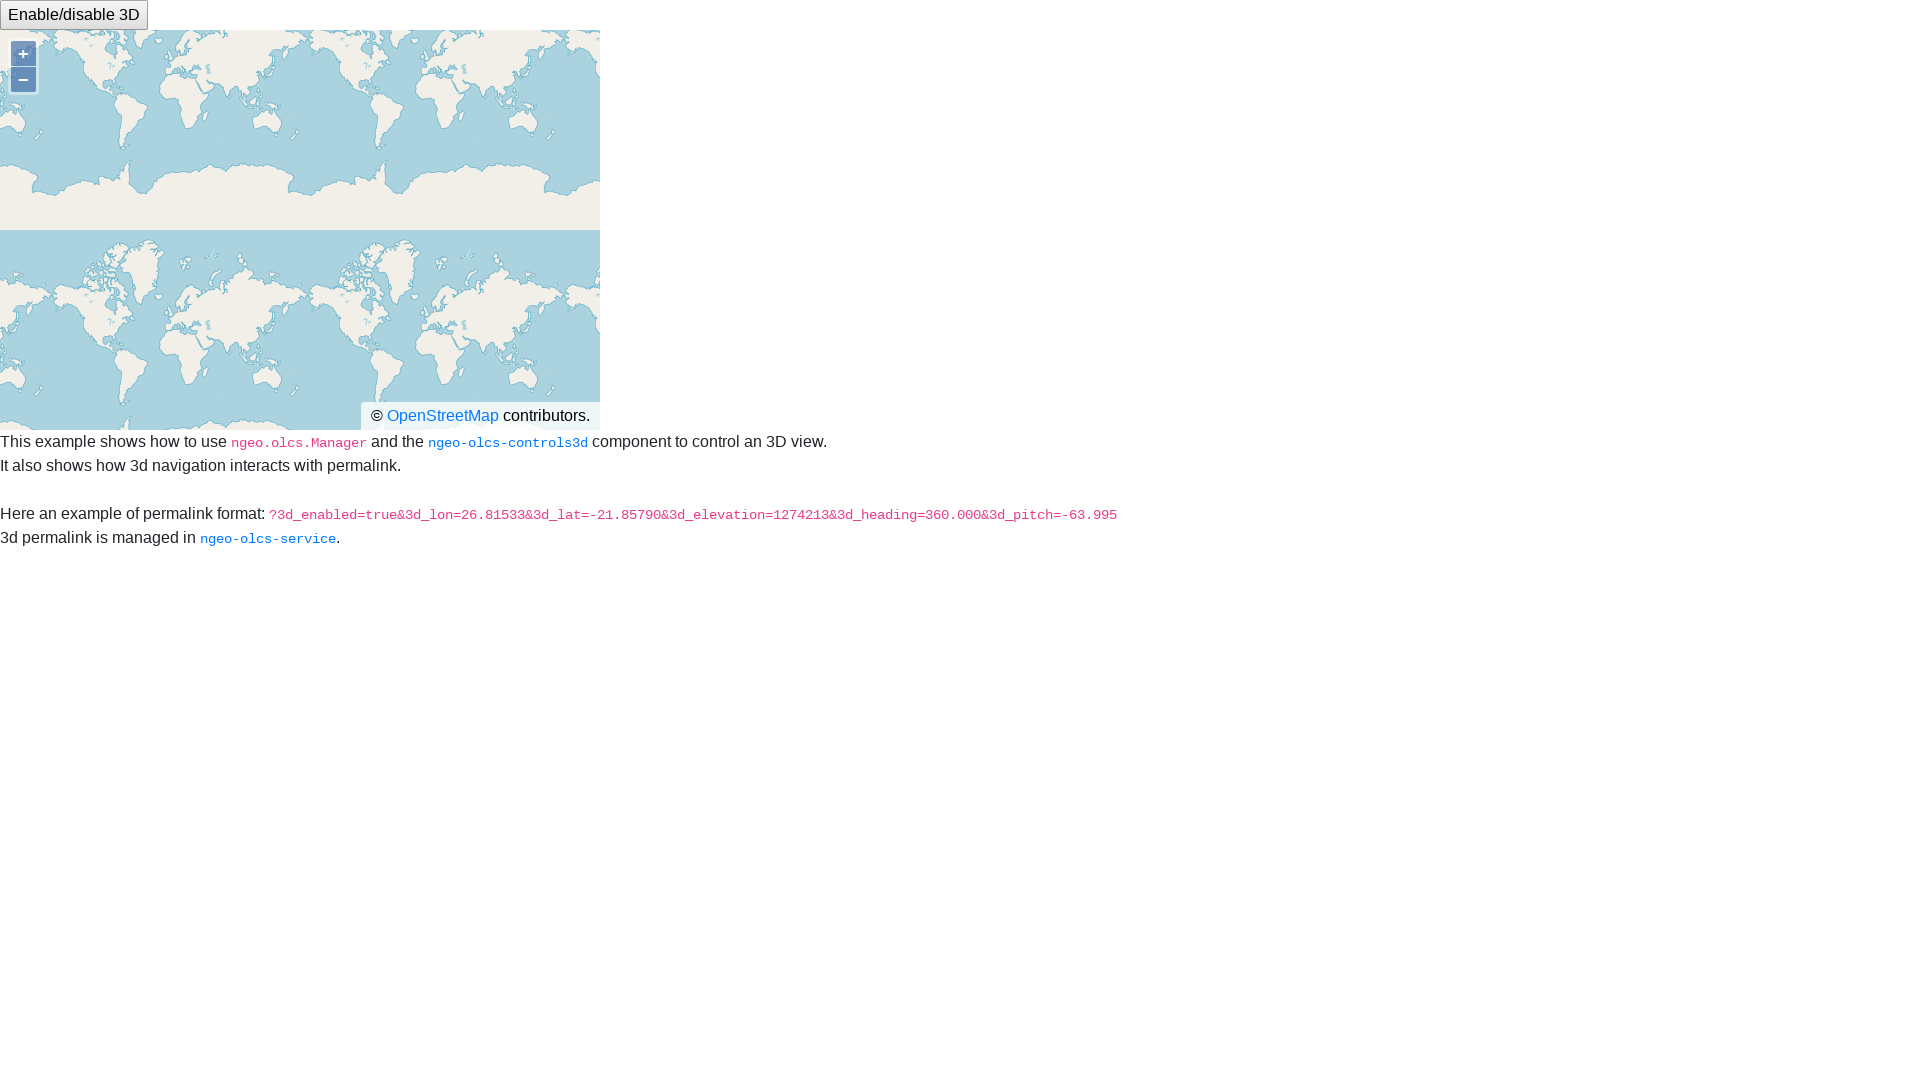 Enable/disable 3D
+
−
© OpenStreetMap contributors.
This example shows how to use ngeo.olcs.Manager and the ngeo-olcs-controls3d component to control an 3D view.
It also shows how 3d navigation interacts with permalink.
Here an example of permalink format: ?3d_enabled=true&3d_lon=26.81533&3d_lat=-21.85790&3d_elevation=1274213&3d_heading=360.000&3d_pitch=-63.995
3d permalink is managed in ngeo-olcs-service.